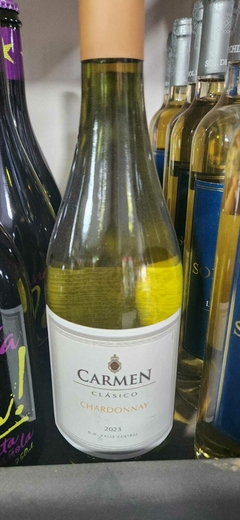 CARMEN
CLÁSICO
CHARDONNAY
2023
D.O. VALLE CENTRAL